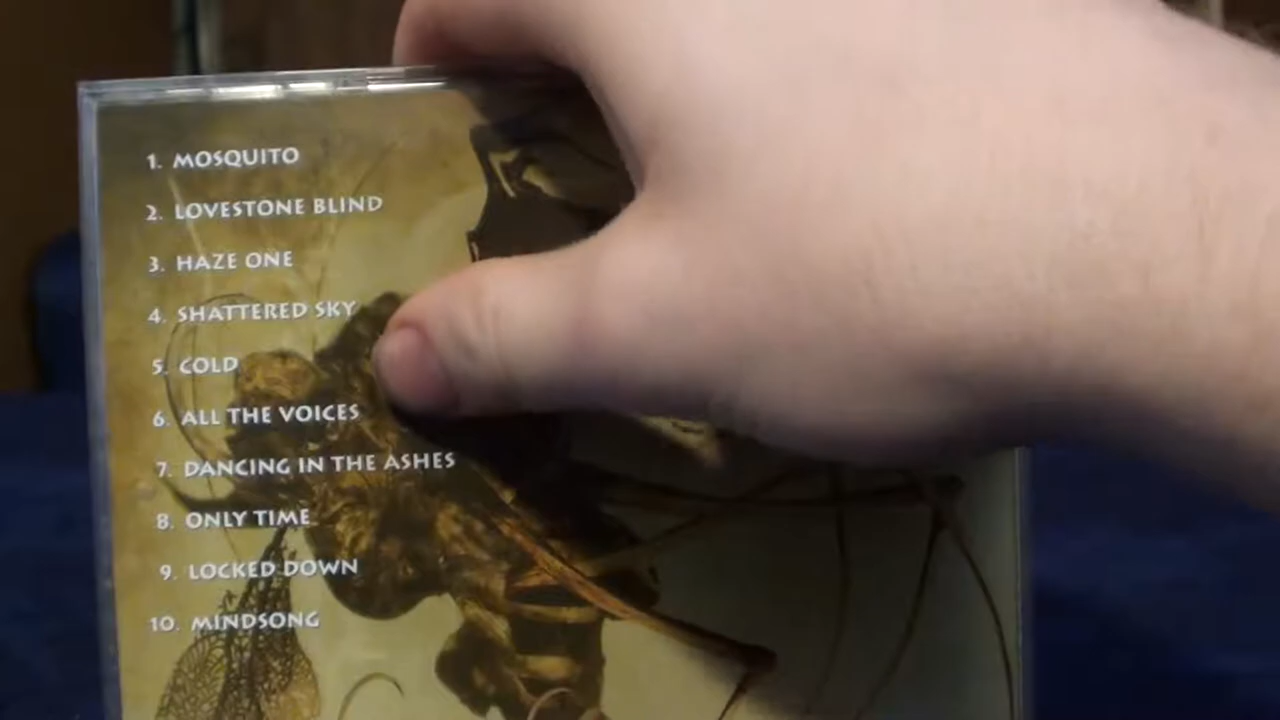 1. MOSQUITO
2. LOVESTONE BLIND
3. HAZE ONE
4. SHATTERED SKY
5. COLD
6. ALL THE VOICES
7. DANCING IN THE ASHES
8. ONLY TIME
9. LOCKED DOWN
10. MINDSONG